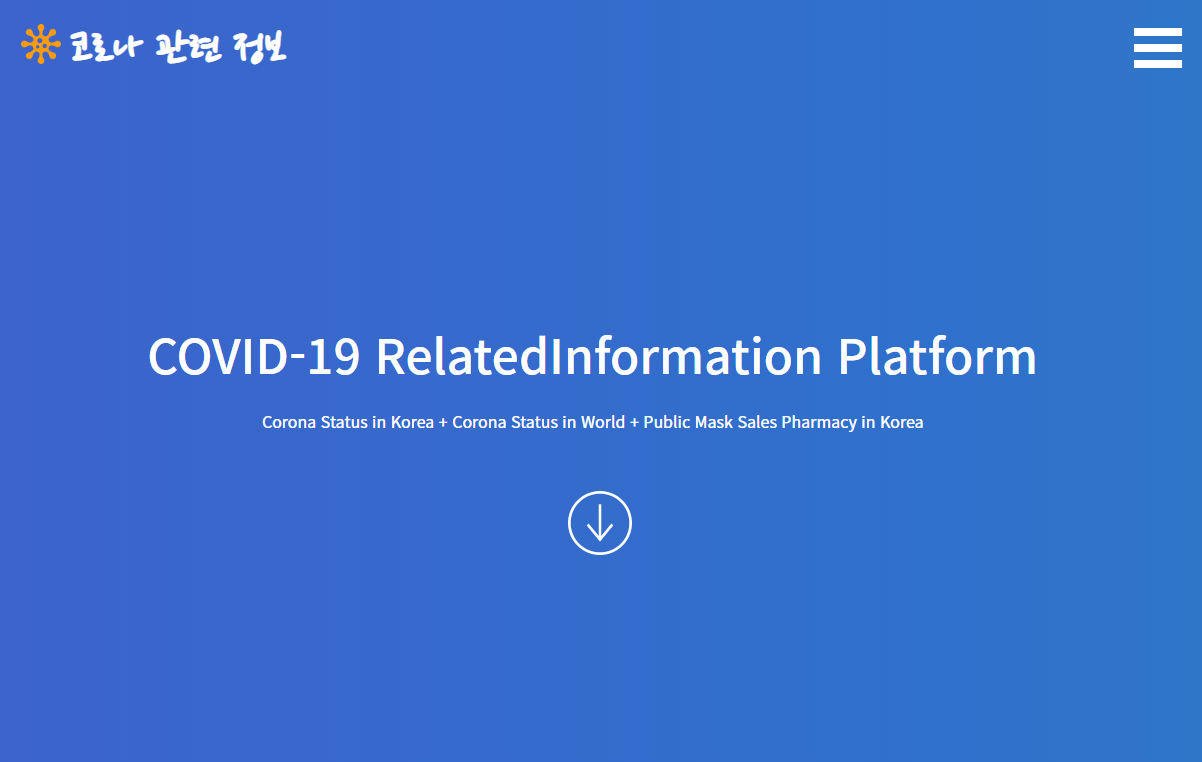 코로나 관련 정보
COVID-19 RelatedInformation Platform
Corona Status in Korea + Corona Status in World + Public Mask Sales Pharmacy in Korea